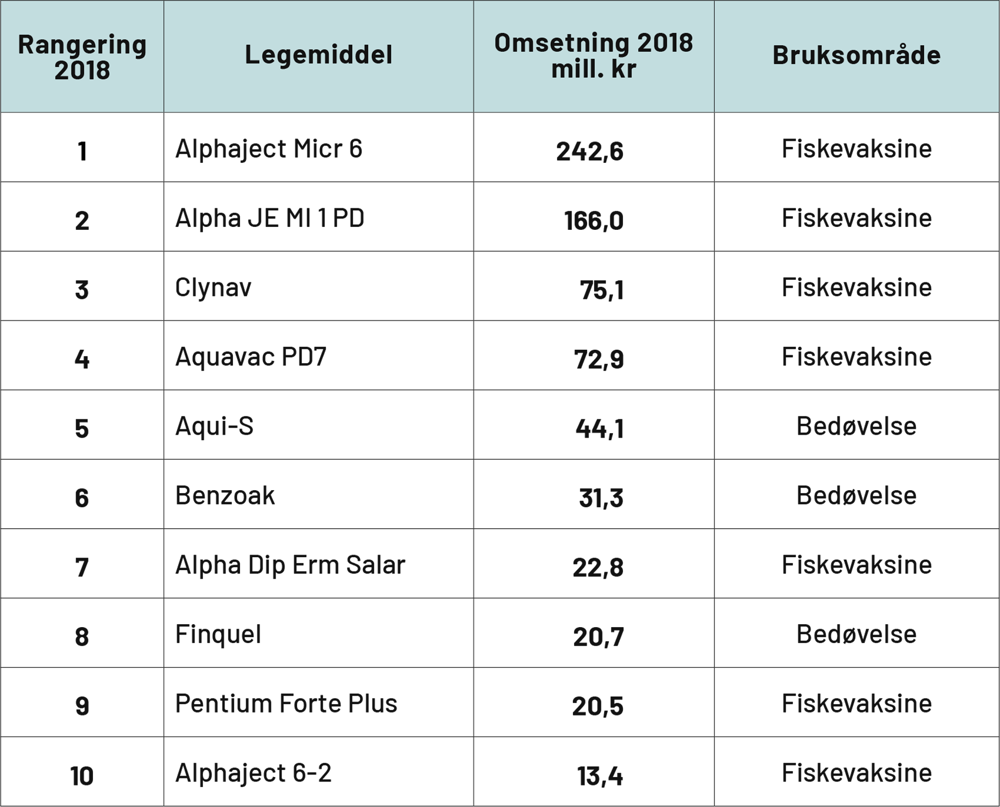 Rangering 2018 Legemiddel Omsetning 2018 mill. kr Bruksområde
1 Alphaject Micr 6 242,6 Fiskevaksine
2 Alpha JE MI 1 PD 166,0 Fiskevaksine
3 Clynav 75,1 Fiskevaksine
4 Aquavac PD7 72,9 Fiskevaksine
5 Aqui-S 44,1 Bedøvelse
6 Benzoak 31,3 Bedøvelse
7 Alpha Dip Erm Salar 22,8 Fiskevaksine
8 Finquel 20,7 Bedøvelse
9 Pentium Forte Plus 20,5 Fiskevaksine
10 Alphaject 6-2 13,4 Fiskevaksine